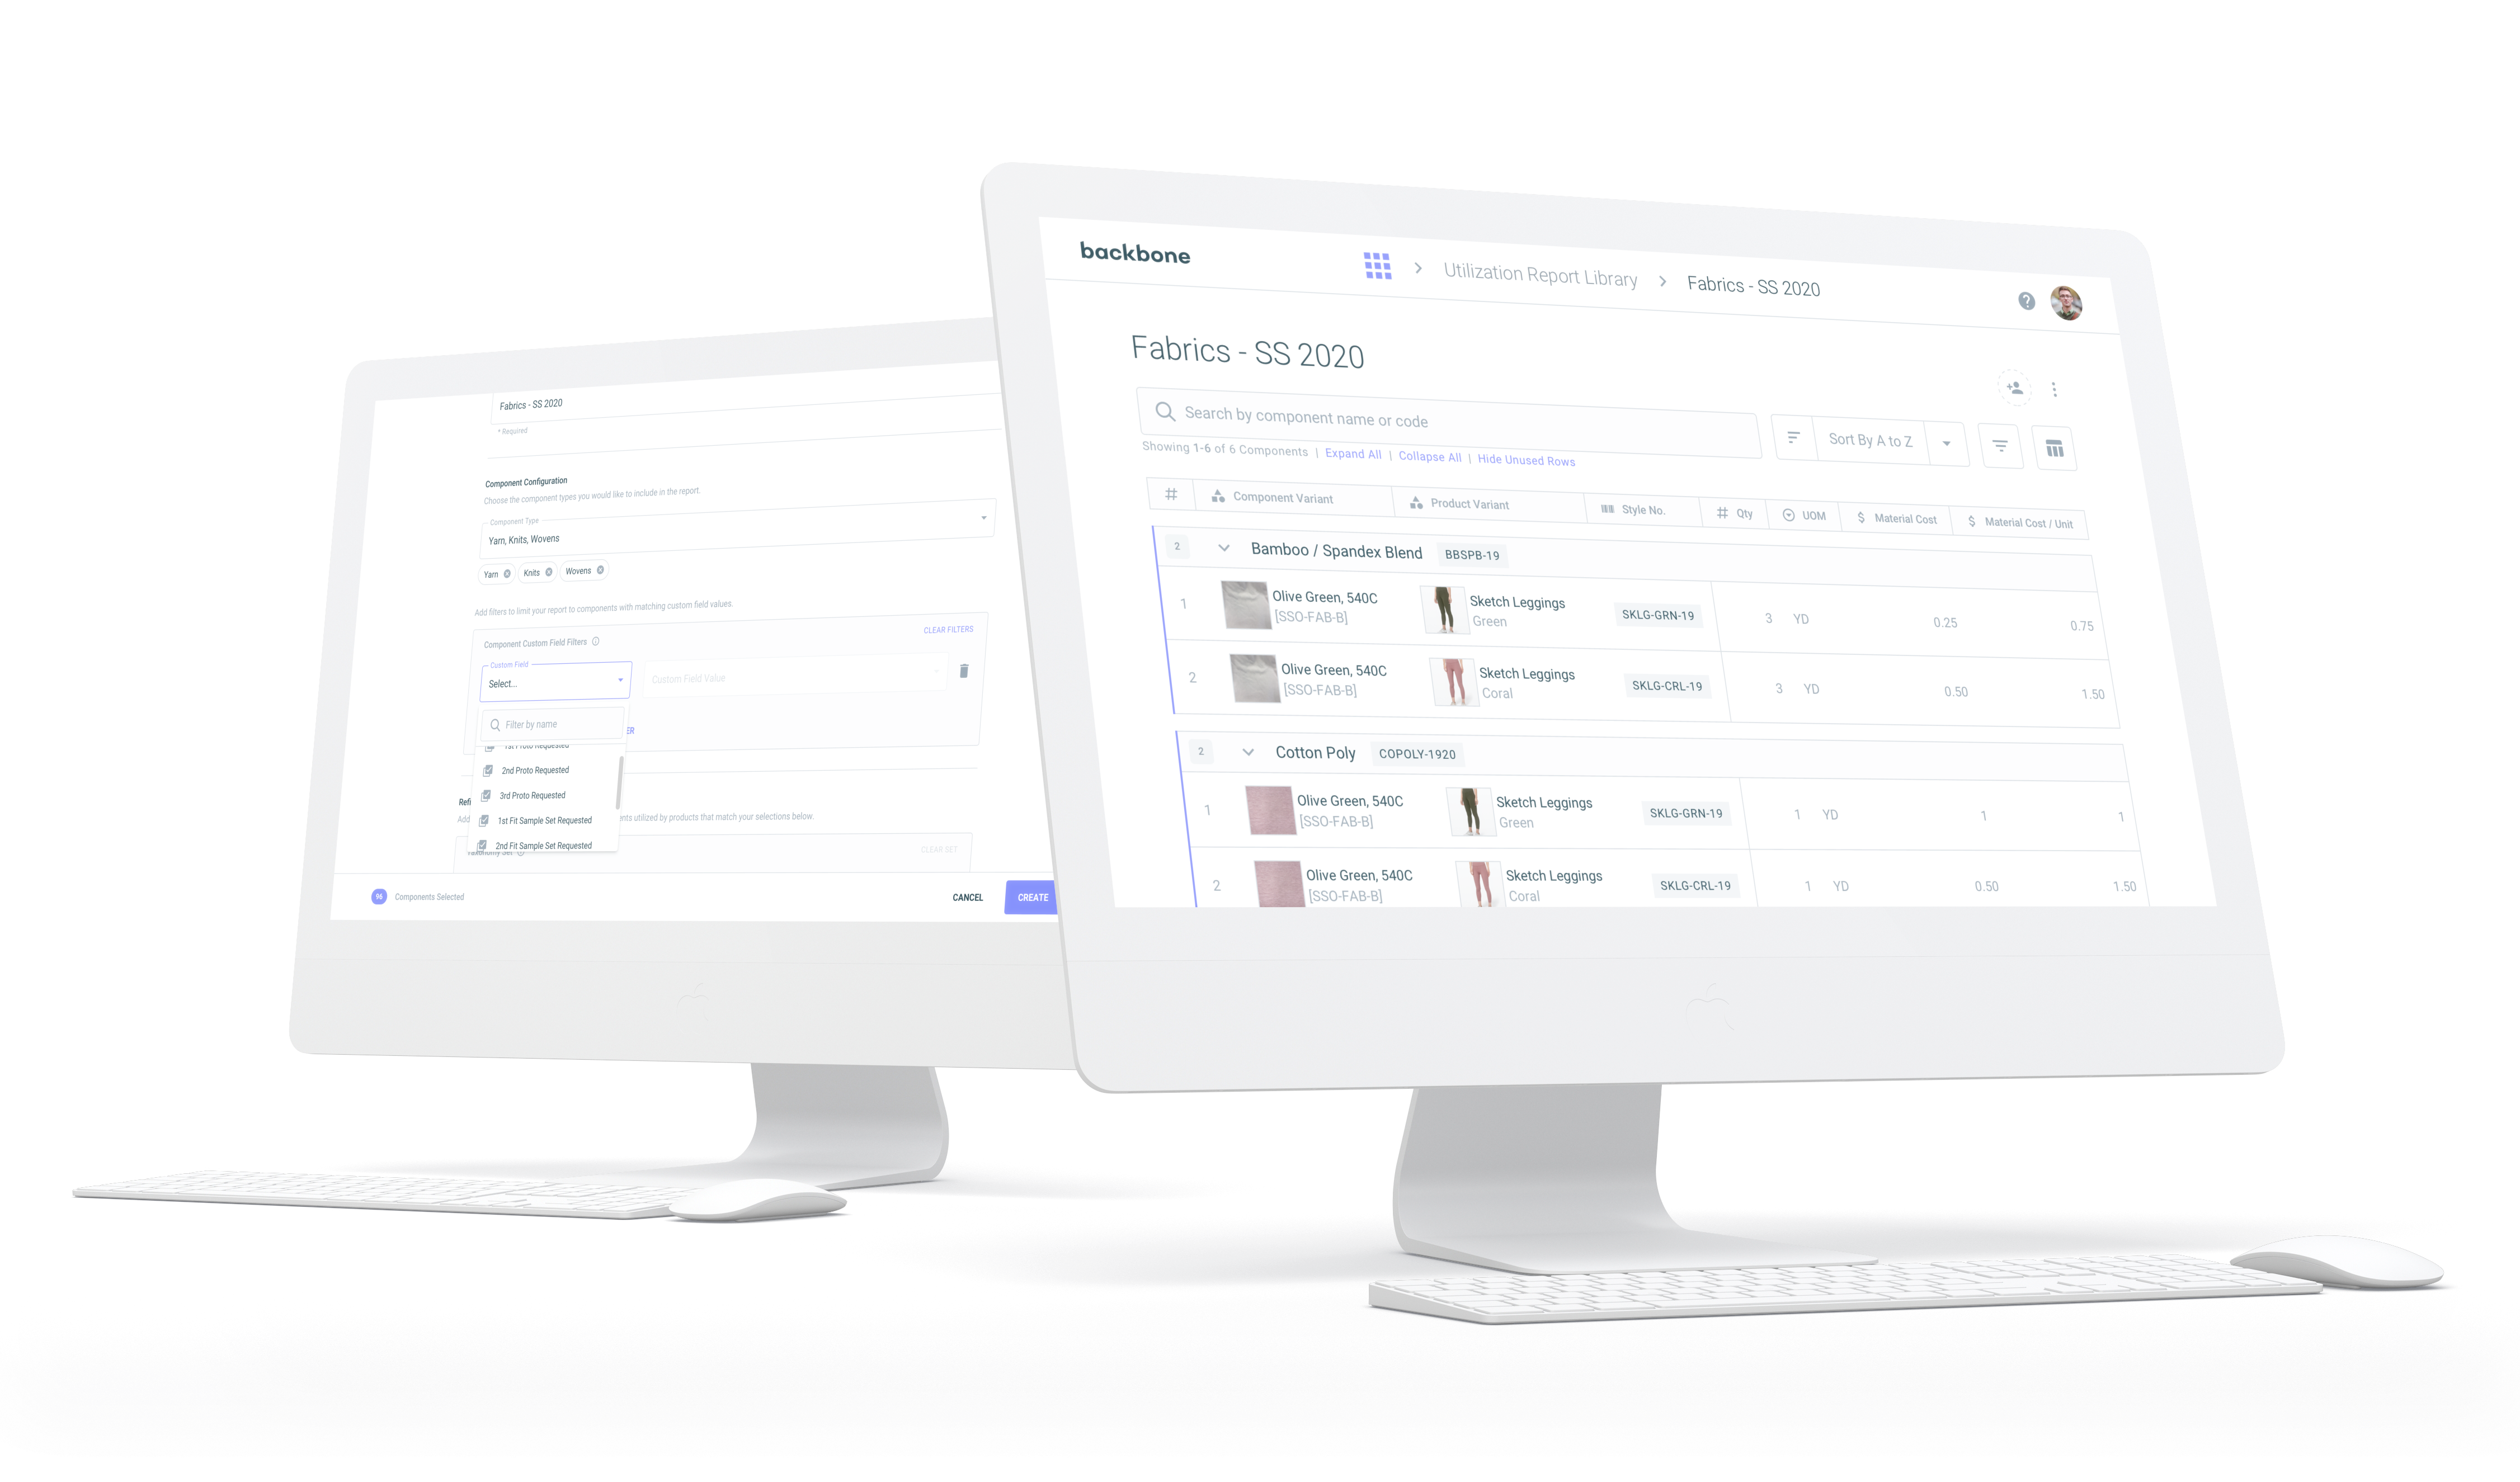 Fabrics - SS 2020
* Required
Component Configuration
Choose the component types you would like to include in the report.
Component Type
Yarn, Knits, Wovens
Yarn Knits Wovens
Add filters to limit your report to components with matching custom field values.
Component Custom Field Filters
CLEAR FILTERS
Custom Field
Select...
Custom Field Value
Filter by name
1st Proto Requested
2nd Proto Requested
3rd Proto Requested
1st Fit Sample Set Requested
2nd Fit Sample Set Requested
ER
Refi
Add
nts utilized by products that match your selections below.
Taxonomy Set
CLEAR SET
96 Components Selected
CANCEL CREATE
backbone
Utilization Report Library > Fabrics - SS 2020
Fabrics - SS 2020
Search by component name or code
Sort By A to Z
Showing 1-6 of 6 Components | Expand All | Collapse All | Hide Unused Rows
# Component Variant Product Variant Style No. # Qty UOM $ Material Cost $ Material Cost / Unit
2 Bamboo / Spandex Blend BBSPB-19
1 Olive Green, 540C Sketch Leggings SKLG-GRN-19 3 YD 0.25 0.75
[SSO-FAB-B] Green
2 Olive Green, 540C Sketch Leggings SKLG-CRL-19 3 YD 0.50 1.50
[SSO-FAB-B] Coral
2 Cotton Poly COPOLY-1920
1 Olive Green, 540C Sketch Leggings SKLG-GRN-19 1 YD 1 1
[SSO-FAB-B] Green
2 Olive Green, 540C Sketch Leggings SKLG-CRL-19 1 YD 0.50 1.50
[SSO-FAB-B] Coral